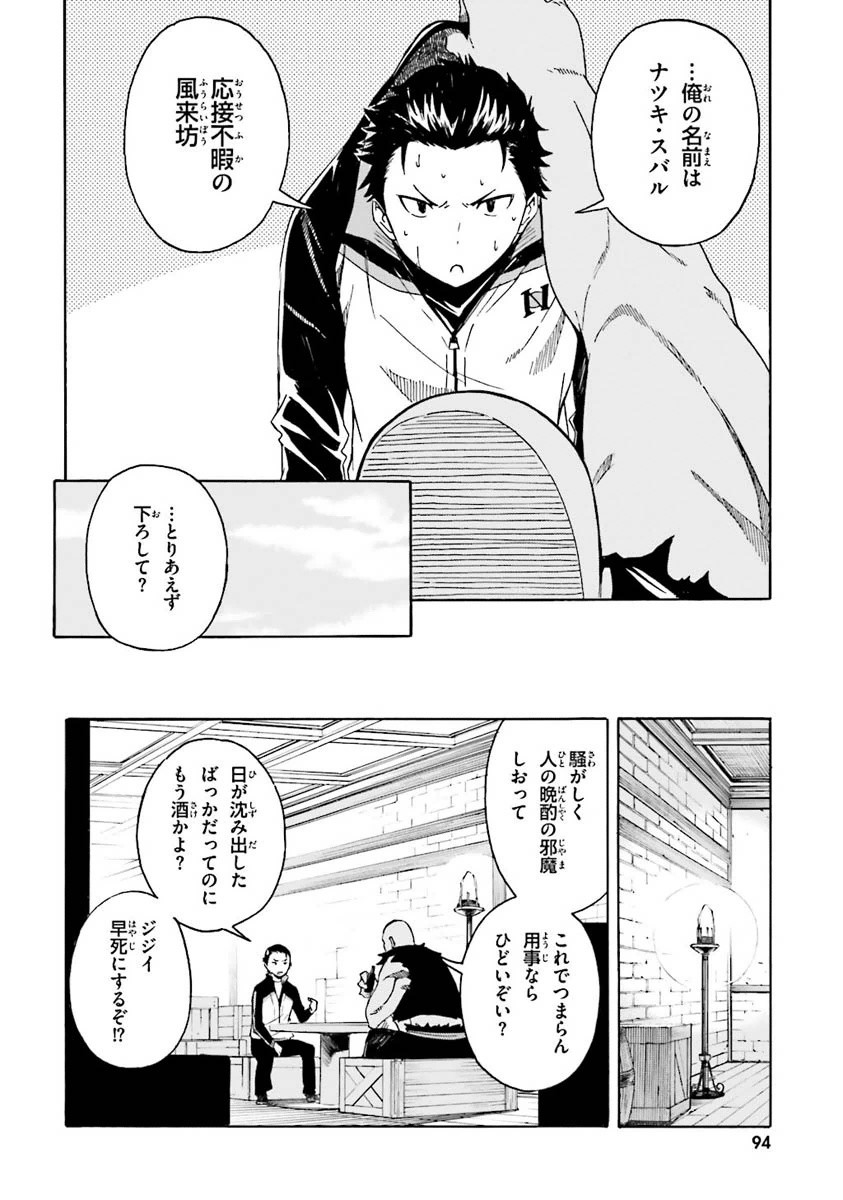 …俺の名前は
ナツキ・スバル
応接不暇の
風来坊
…とりあえず
下ろして？
騒がしく
人の晩酌の邪魔
しおって
これでつまらん
用事なら
ひどいぞい？
日が沈み出した
ばっかだってのに
もう酒かよ？
ジジイ
早死にするぞ!?
94